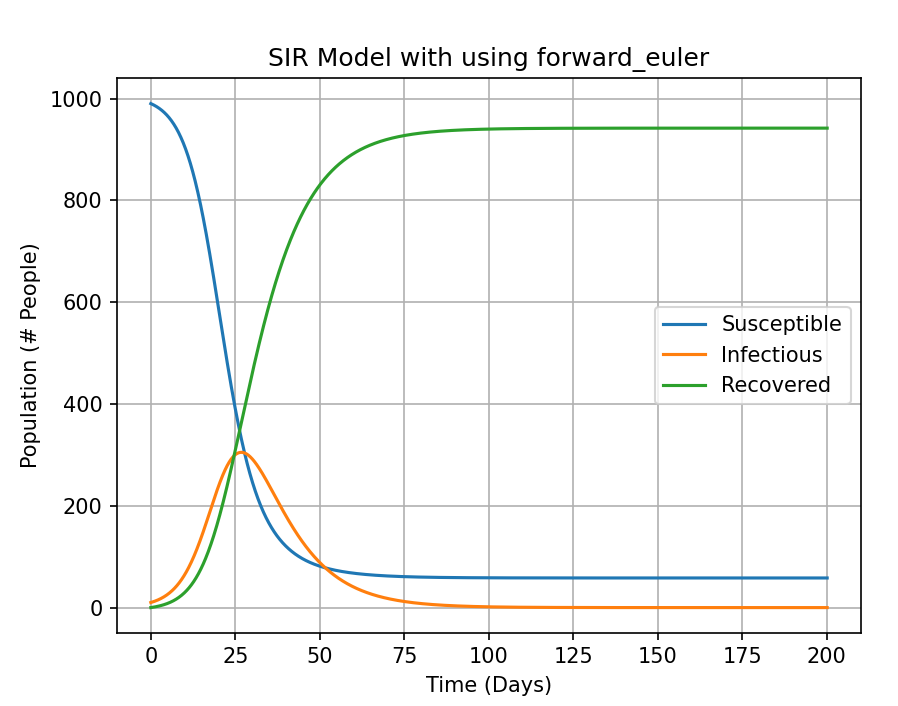 SIR Model with using forward_euler
1000
800
600
400
200
0
Population (# People)
Susceptible
Infectious
Recovered
0 25 50 75 100 125 150 175 200
Time (Days)